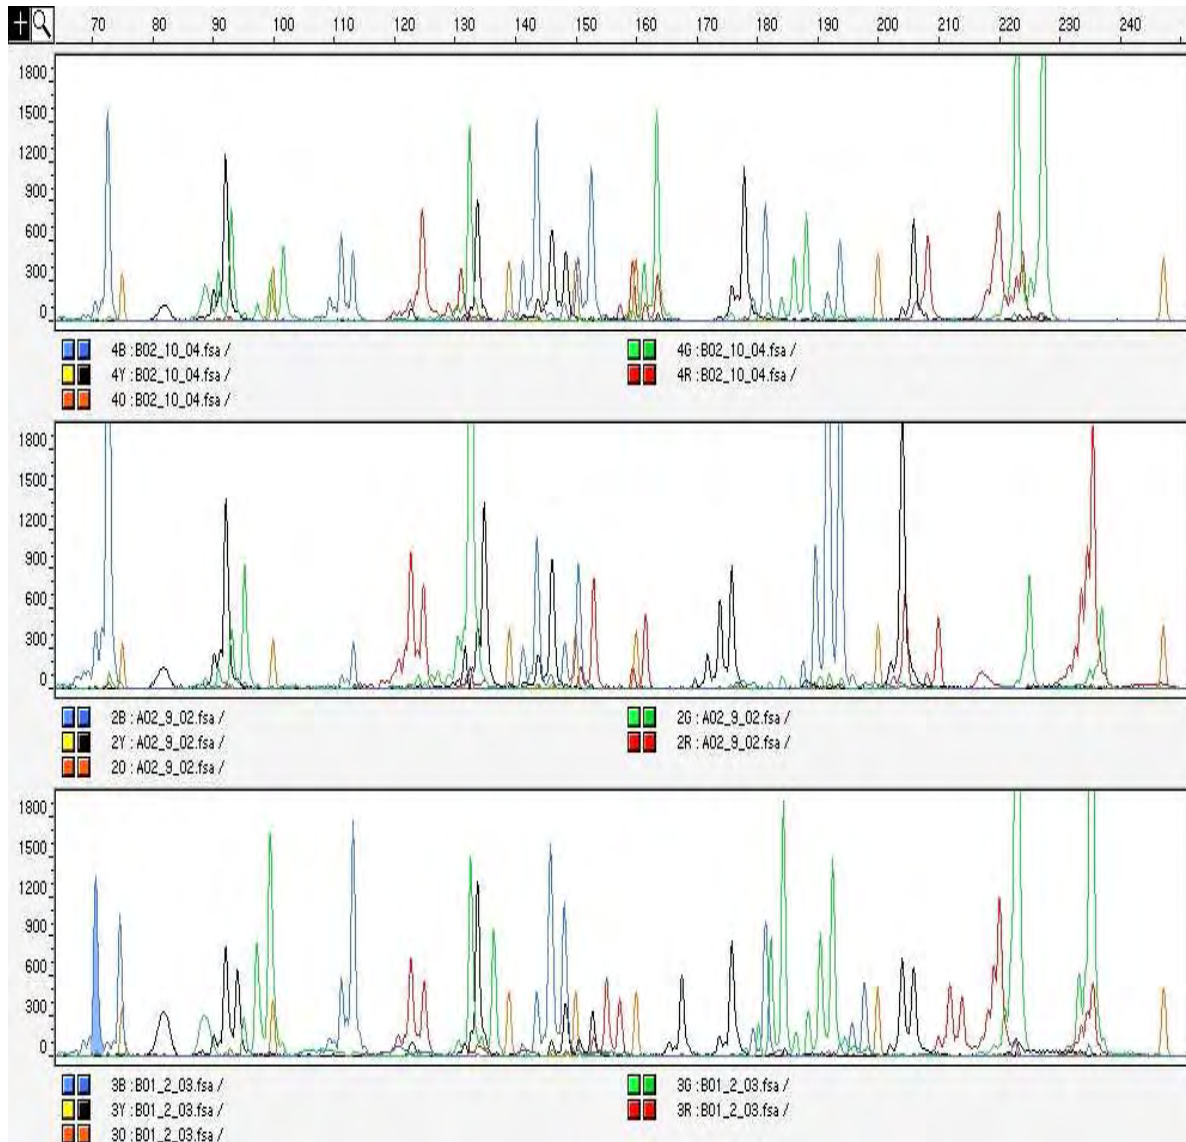 70 80 90 100 110 120 130 140 150 160 170 180 190 200 210 220 230 240
1800
1500
1200
900
600
300
0
4B : B02_10_04.fsa / 4G : B02_10_04.fsa /
4Y : B02_10_04.fsa / 4R : B02_10_04.fsa /
4O : B02_10_04.fsa /
1800
1500
1200
900
600
300
0
2B : A02_9_02.fsa / 2G : A02_9_02.fsa /
2Y : A02_9_02.fsa / 2R : A02_9_02.fsa /
2O : A02_9_02.fsa /
1800
1500
1200
900
600
300
0
3B : B01_2_03.fsa / 3G : B01_2_03.fsa /
3Y : B01_2_03.fsa / 3R : B01_2_03.fsa /
3O : B01_2_03.fsa /